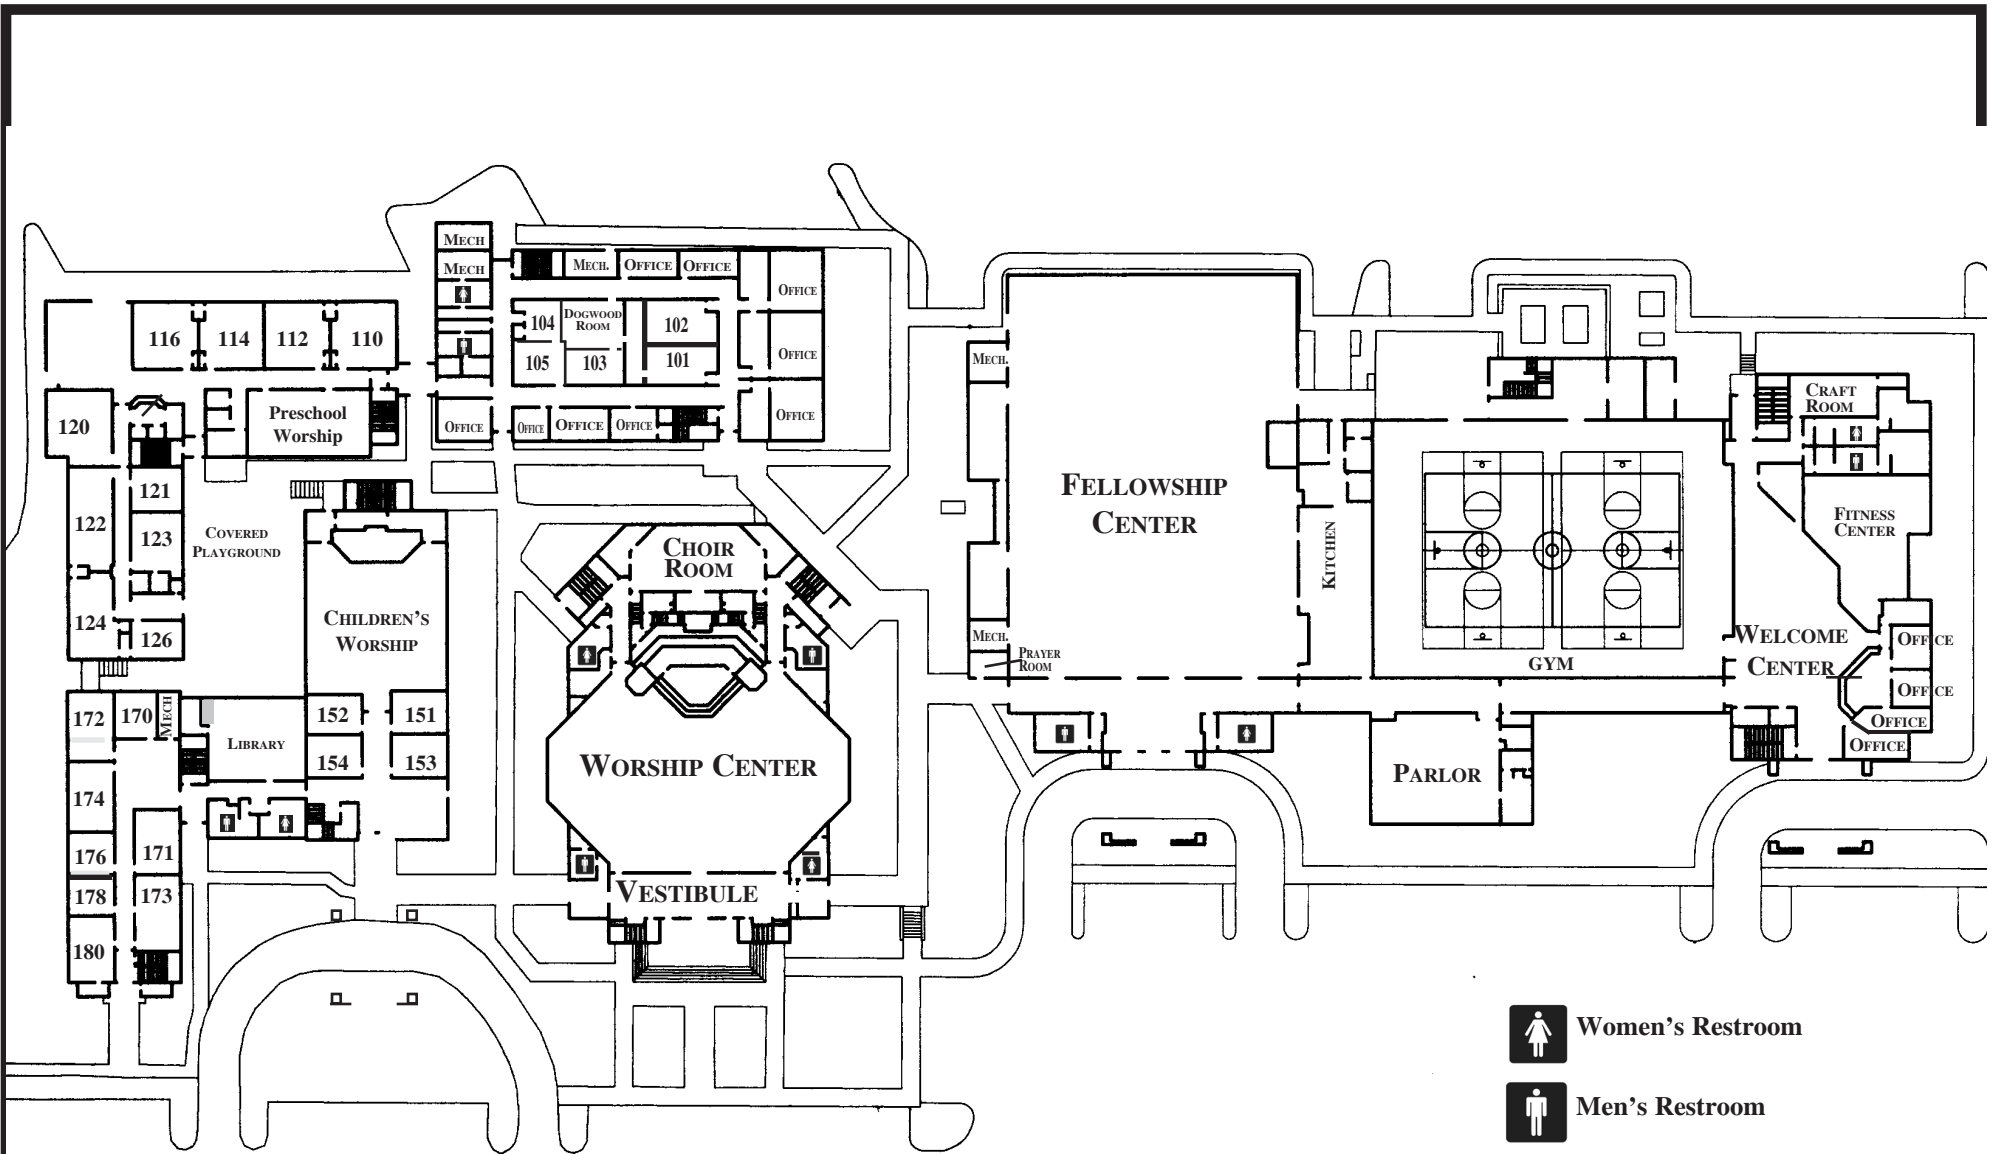 MECH
MECH
MECH.
OFFICE
OFFICE
OFFICE
116
114
112
110
104
DOGWOOD
ROOM
102
105
103
101
OFFICE
MECH.
120
Preschool
Worship
OFFICE
OFFICE
OFFICE
OFFICE
OFFICE
CRAFT
ROOM
121
122
123
COVERED
PLAYGROUND
CHOIR
ROOM
FELLOWSHIP
CENTER
KITCHEN
FITNESS
CENTER
124
126
CHILDREN'S
WORSHIP
MECH.
PRAYER
ROOM
GYM
WELCOME
CENTER
OFFICE
OFFICE
OFFICE
OFFICE
172
170
MECH
LIBRARY
152
151
154
153
WORSHIP CENTER
PARLOR
174
176
171
178
173
180
VESTIBULE
Women's Restroom
Men's Restroom